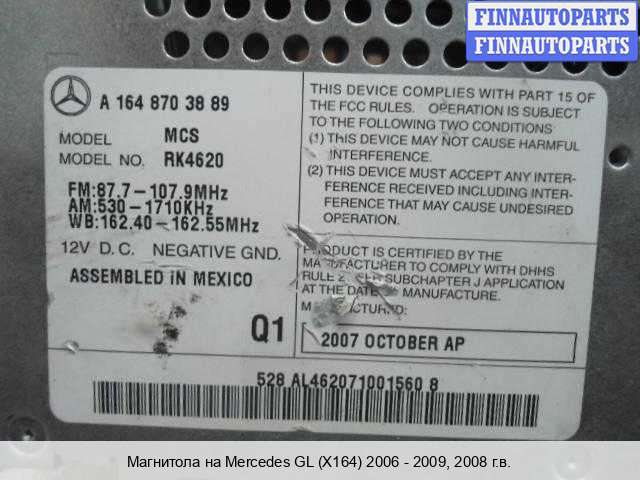 FINNAUTOPARTS
FINNAUTOPARTS
A 164 870 38 89
MODEL MCS
MODEL NO. RK4620
FM:87.7-107.9MHz
AM:530-1710KHz
WB:162.40-162.55MHz
12V D.C. NEGATIVE GND.
ASSEMBLED IN MEXICO
Q1
THIS DEVICE COMPLIES WITH PART 15 OF
THE FCC RULES. OPERATION IS SUBJECT
TO THE FOLLOWING TWO CONDITIONS
(1) THIS DEVICE MAY NOT CAUSE HARMFUL
INTERFERENCE.
(2) THIS DEVICE MUST ACCEPT ANY INTER-
FERENCE RECEIVED INCLUDING INTER-
FERENCE THAT MAY CAUSE UNDESIRED
OPERATION.
PRODUCT IS CERTIFIED BY THE
TO COMPLY WITH DHHS
RULE SUBCHAPTER J APPLICATION
AT THE DATE MANUFACTURE.
2007 OCTOBER AP
528 AL462071001560 8
Магнитола на Mercedes GL (X164) 2006 - 2009, 2008 г.в.